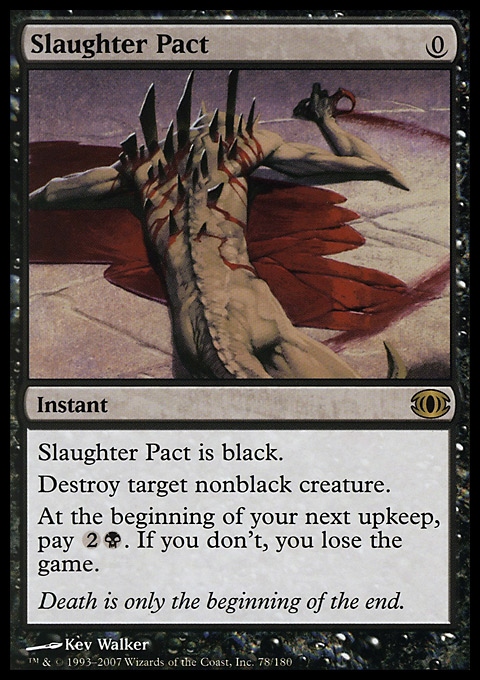 Slaughter Pact 0
Instant
Slaughter Pact is black.
Destroy target nonblack creature.
At the beginning of your next upkeep,
pay 2. If you don't, you lose the
game.
Death is only the beginning of the end.
Kev Walker
™ & © 1993–2007 Wizards of the Coast, Inc. 78/180